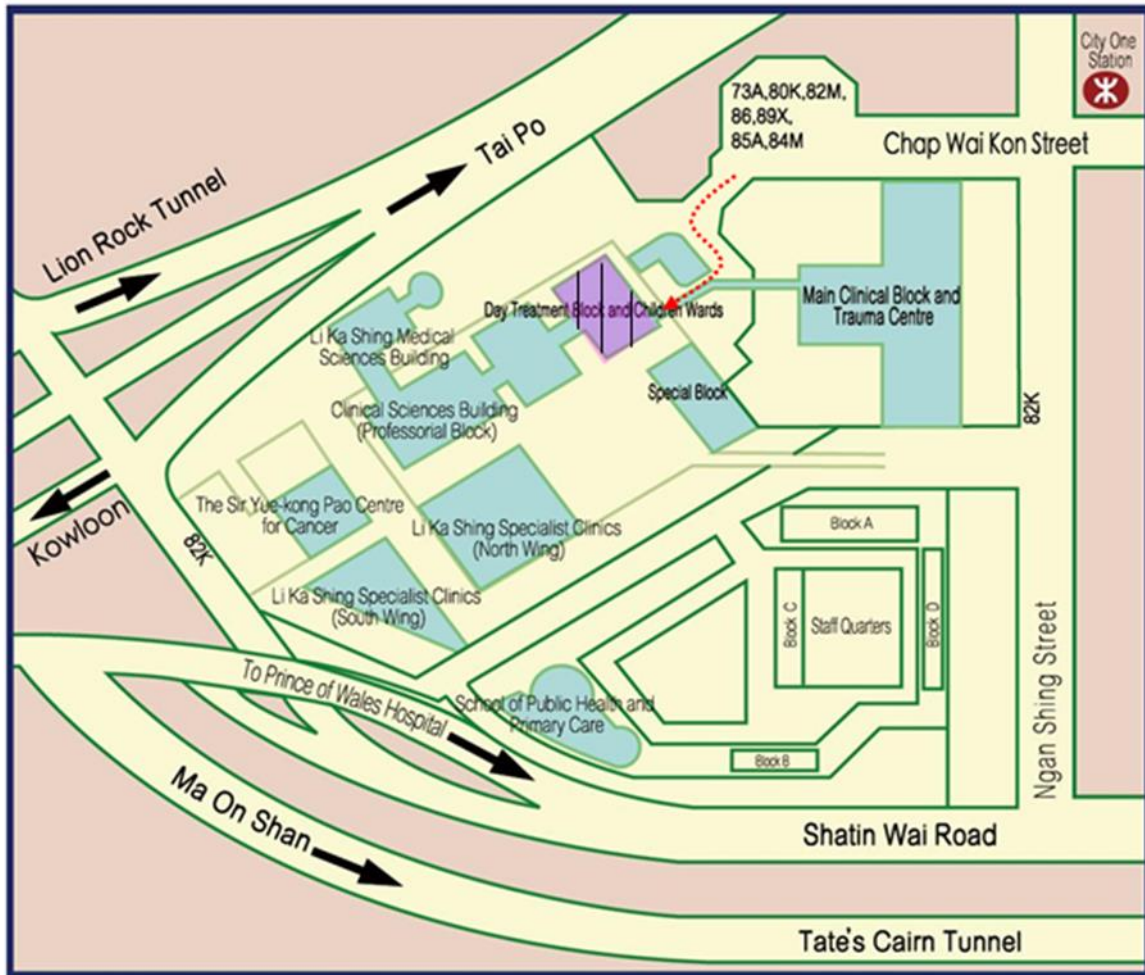 City One
Station
73A,80K,82M,
86,89X,
85A,84M
Chap Wai Kon Street
Tai Po
Lion Rock Tunnel
Main Clinical Block and
Trauma Centre
Day Treatment Block and Children Wards
Li Ka Shing Medical
Sciences Building
Special Block
Clinical Sciences Building
(Professorial Block)
82K
The Sir Yue-kong Pao Centre
for Cancer
Li Ka Shing Specialist Clinics
(North Wing)
Kowloon
82K
Block A
Li Ka Shing Specialist Clinics
(South Wing)
Block C
Staff Quarters
Block D
To Prince of Wales Hospital
School of Public Health and
Primary Care
Block B
Ngan Shing Street
Ma On Shan
Shatin Wai Road
Tate's Cairn Tunnel